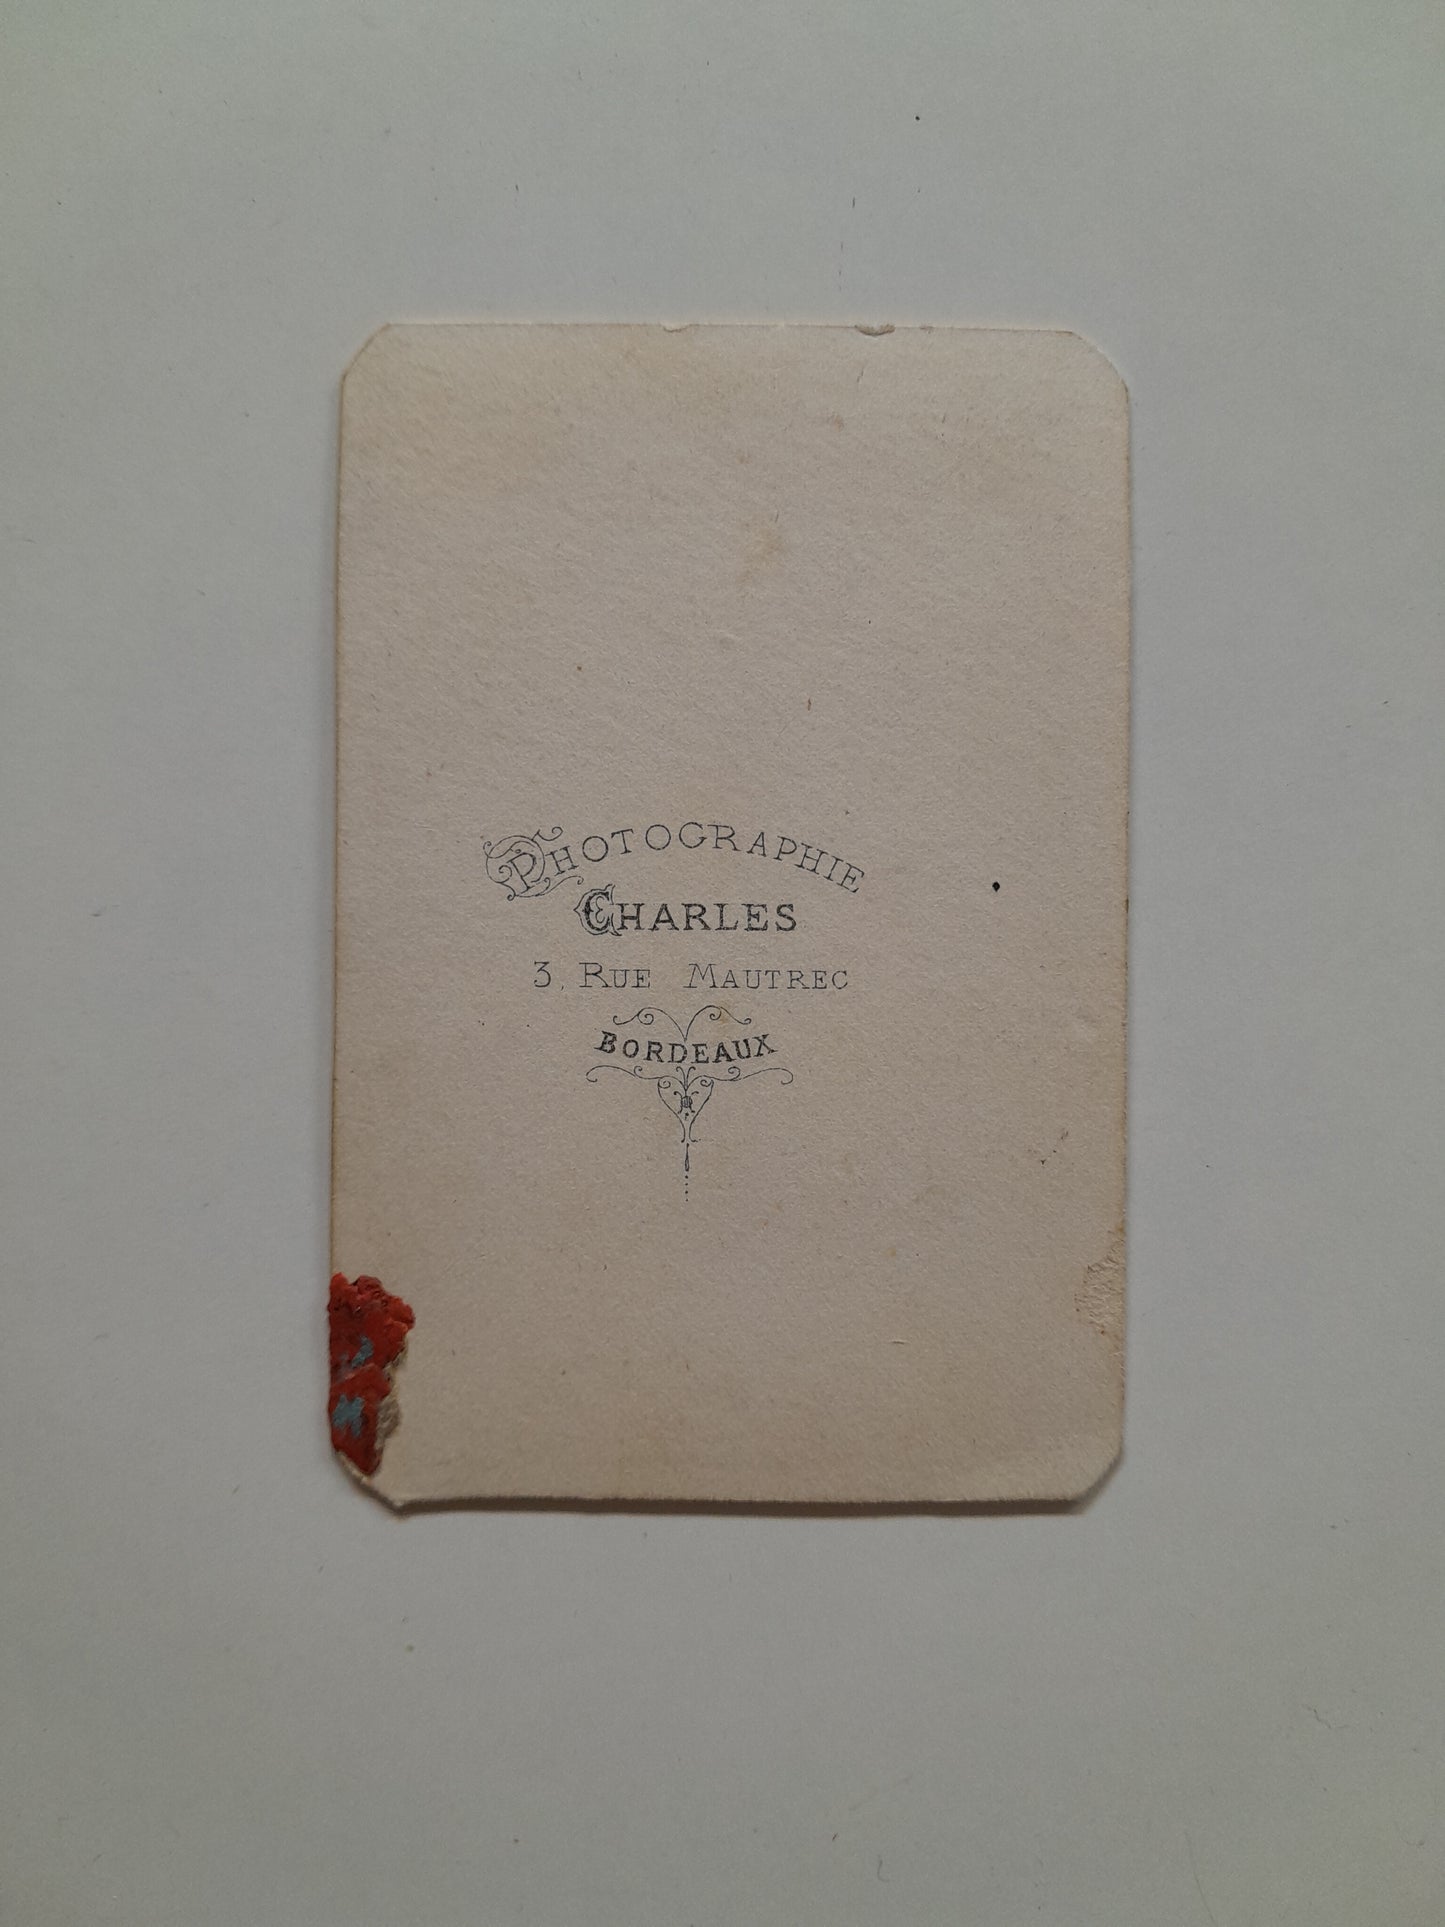 PHOTOGRAPHIE
CHARLES
3, RUE MAUTREC
BORDEAUX